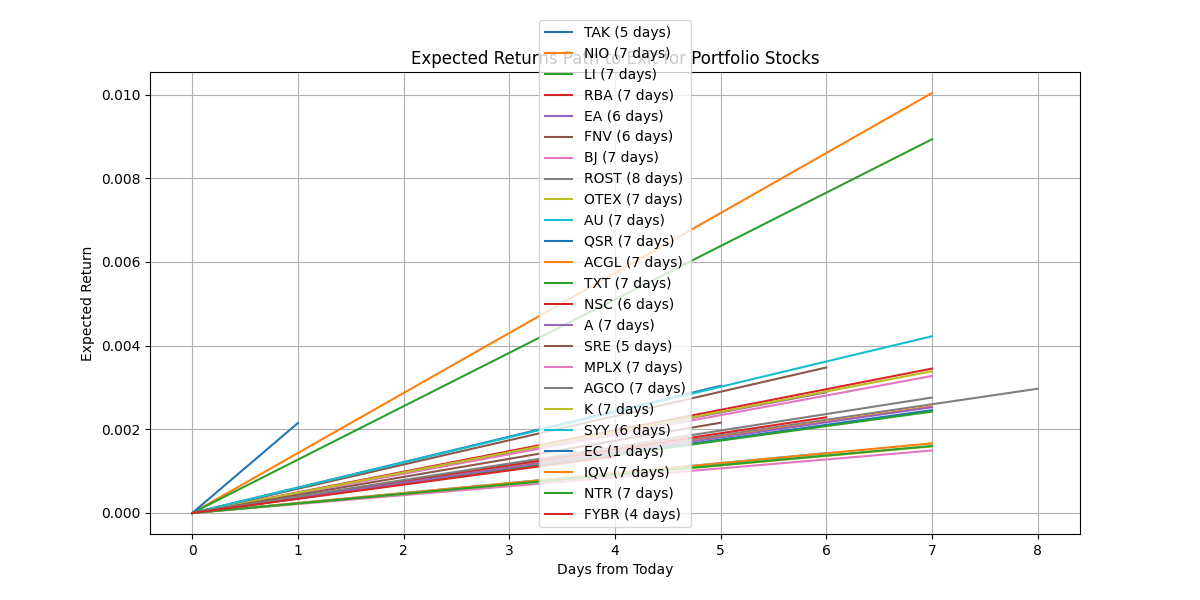 Expected Returns Path to Exit for Portfolio Stocks
TAK (5 days)
NIO (7 days)
LI (7 days)
RBA (7 days)
EA (6 days)
FNV (6 days)
BJ (7 days)
ROST (8 days)
OTEX (7 days)
AU (7 days)
QSR (7 days)
ACGL (7 days)
TXT (7 days)
NSC (6 days)
A (7 days)
SRE (5 days)
MPLX (7 days)
AGCO (7 days)
K (7 days)
SYY (6 days)
EC (1 days)
IQV (7 days)
NTR (7 days)
FYBR (4 days)
Expected Return
0.010
0.008
0.006
0.004
0.002
0.000
0 1 2 3 4 5 6 7 8
Days from Today